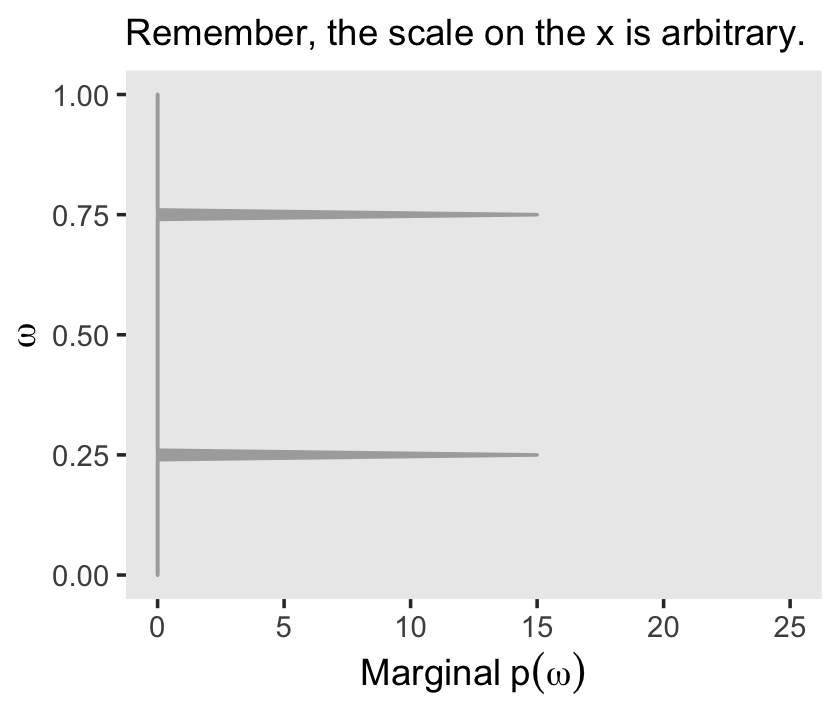 Remember, the scale on the x is arbitrary.
1.00
0.75
0.50
0.25
0.00
ω
0 5 10 15 20 25
Marginal p(ω)